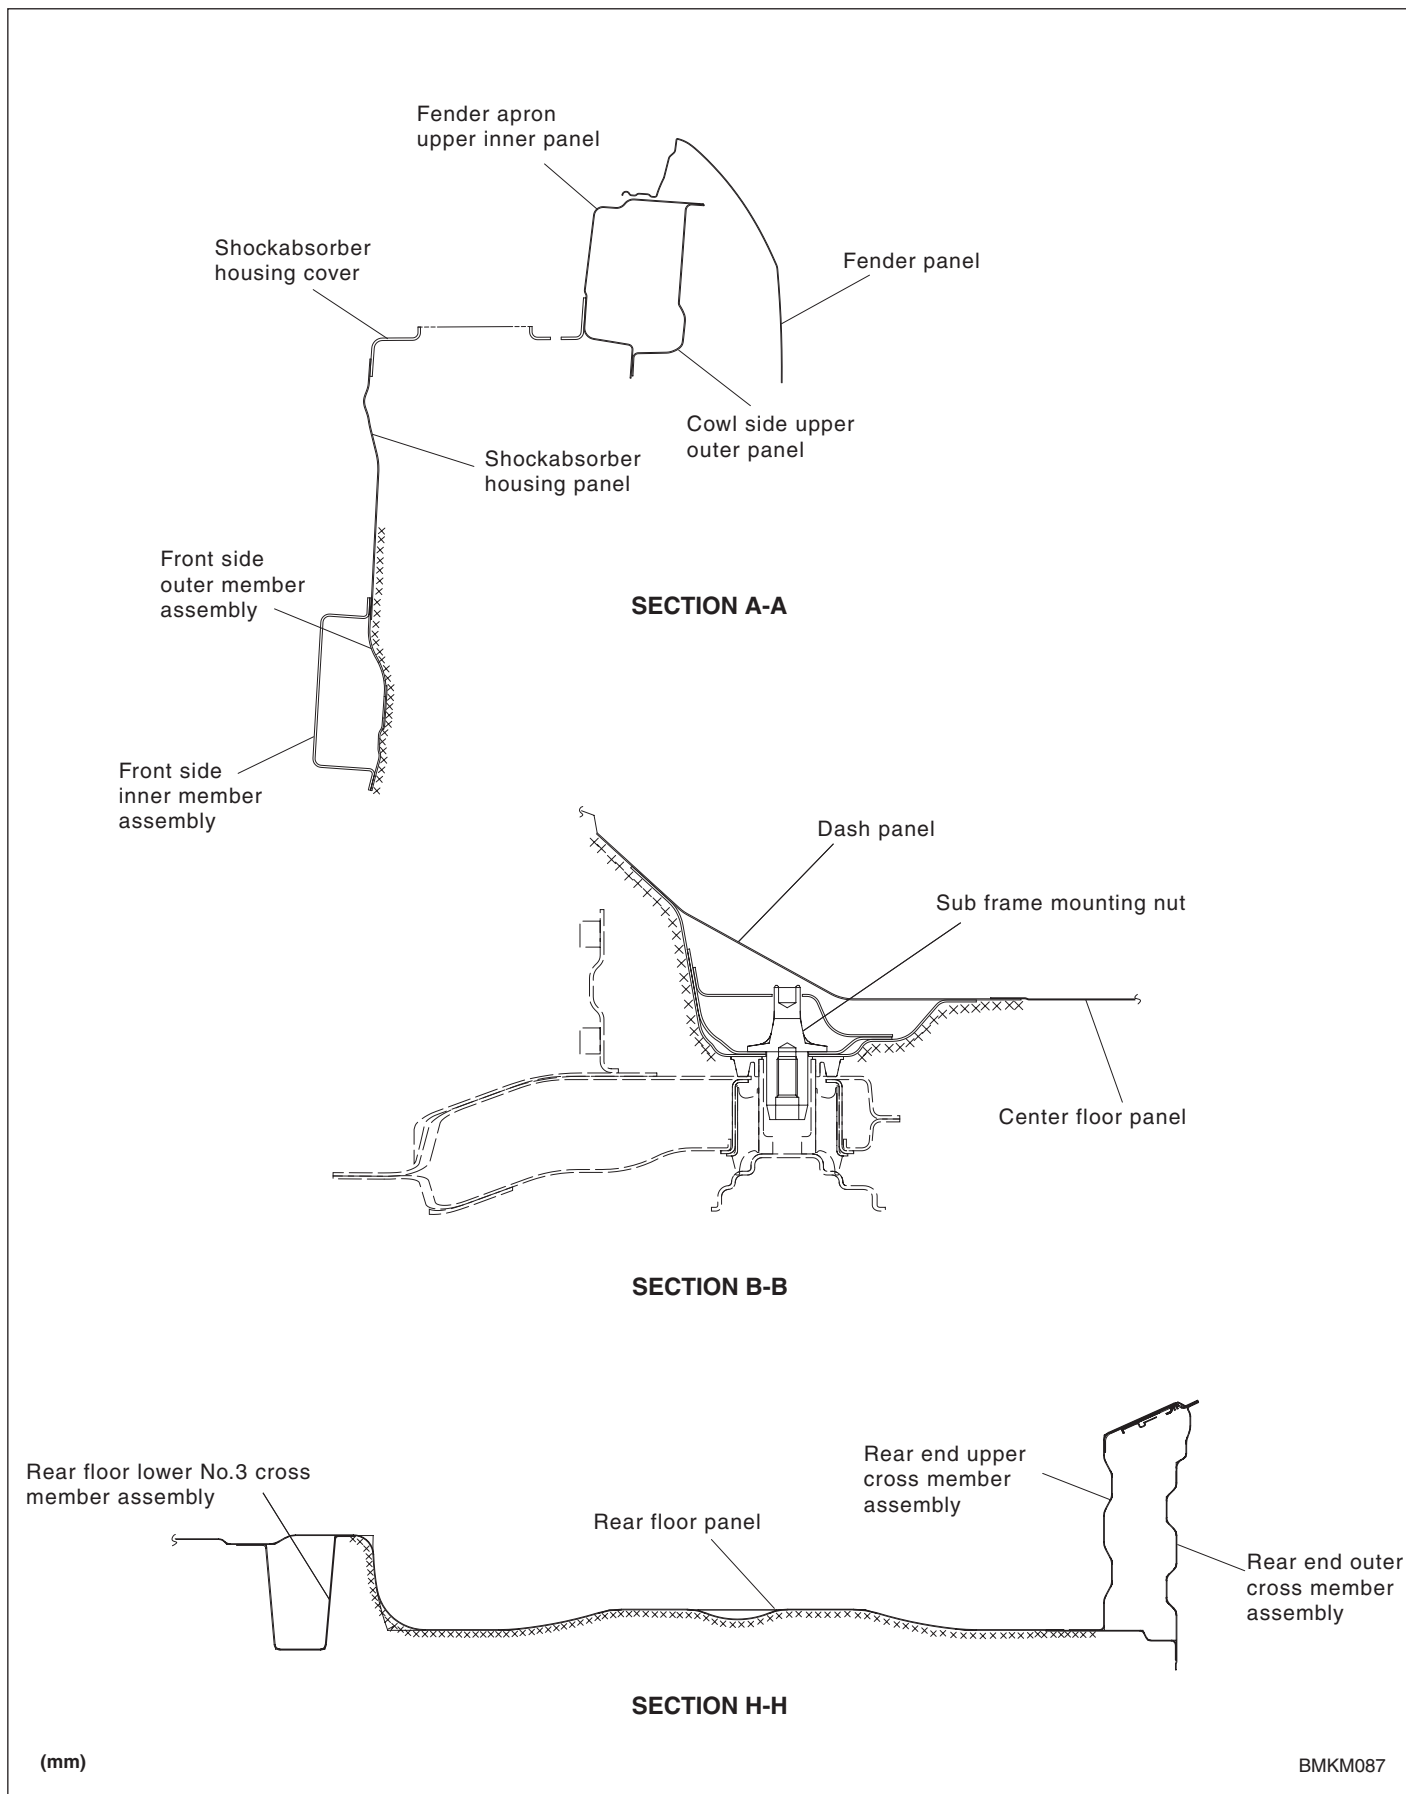 Fender apron
upper inner panel
Shockabsorber
housing cover
Fender panel
Cowl side upper
outer panel
Shockabsorber
housing panel
Front side
outer member
assembly
SECTION A-A
Front side
inner member
assembly
Dash panel
Sub frame mounting nut
Center floor panel
SECTION B-B
Rear end upper
cross member
assembly
Rear floor lower No.3 cross
member assembly
Rear floor panel
Rear end outer
cross member
assembly
SECTION H-H
(mm)
BMKM087